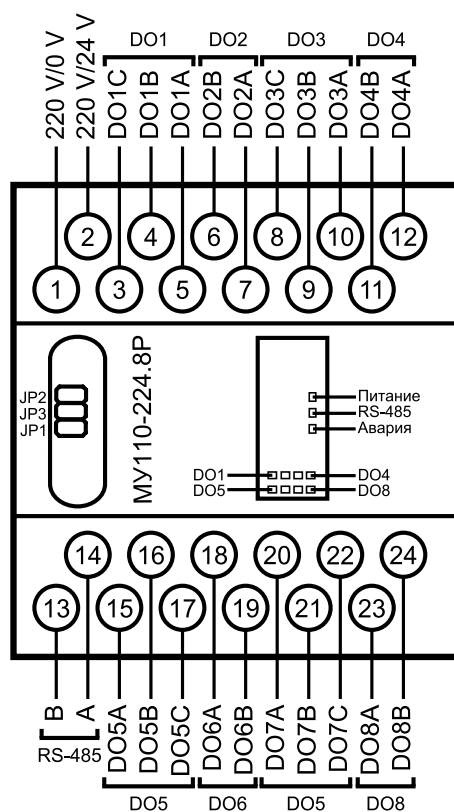 DO1 DO2 DO3 DO4
220 V/0 V
220 V/24 V
DO1C
DO1B
DO1A
DO2B
DO2A
DO3C
DO3B
DO3A
DO4B
DO4A
2 4 6 8 10 12
1 3 5 7 9 11
JP2
JP3
JP1
МУ110-224.8Р
Питание
RS-485
Авария
DO1 DO4
DO5 DO8
14 16 18 20 22 24
13 15 17 19 21 23
B
A
DO5A
DO5B
DO5C
DO6A
DO6B
DO7A
DO7B
DO7C
DO8A
DO8B
RS-485
DO5 DO6 DO5 DO8